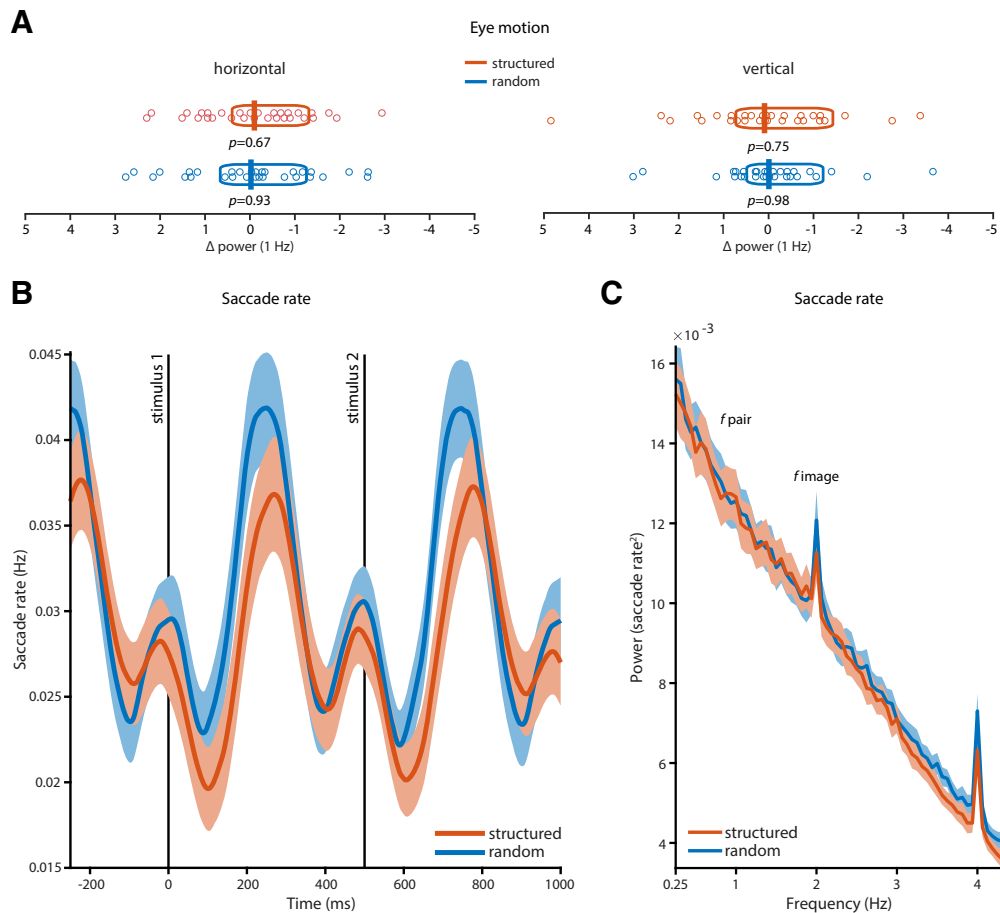 A
Eye motion
structured
random
horizontal
vertical
p=0.67
p=0.93
p=0.75
p=0.98
5 4 3 2 1 0 -1 -2 -3 -4 -5
Δ power (1 Hz)
5 4 3 2 1 0 -1 -2 -3 -4 -5
Δ power (1 Hz)
B
Saccade rate
0.045
0.04
0.035
0.03
0.025
0.02
0.015
Saccade rate (Hz)
stimulus 1
stimulus 2
structured
random
-200 0 200 400 600 800 1000
Time (ms)
C
Saccade rate
×10 -3
16
14
12
10
8
6
4
Power (saccade rate²)
f pair
f image
structured
random
0.25 1 2 3 4
Frequency (Hz)